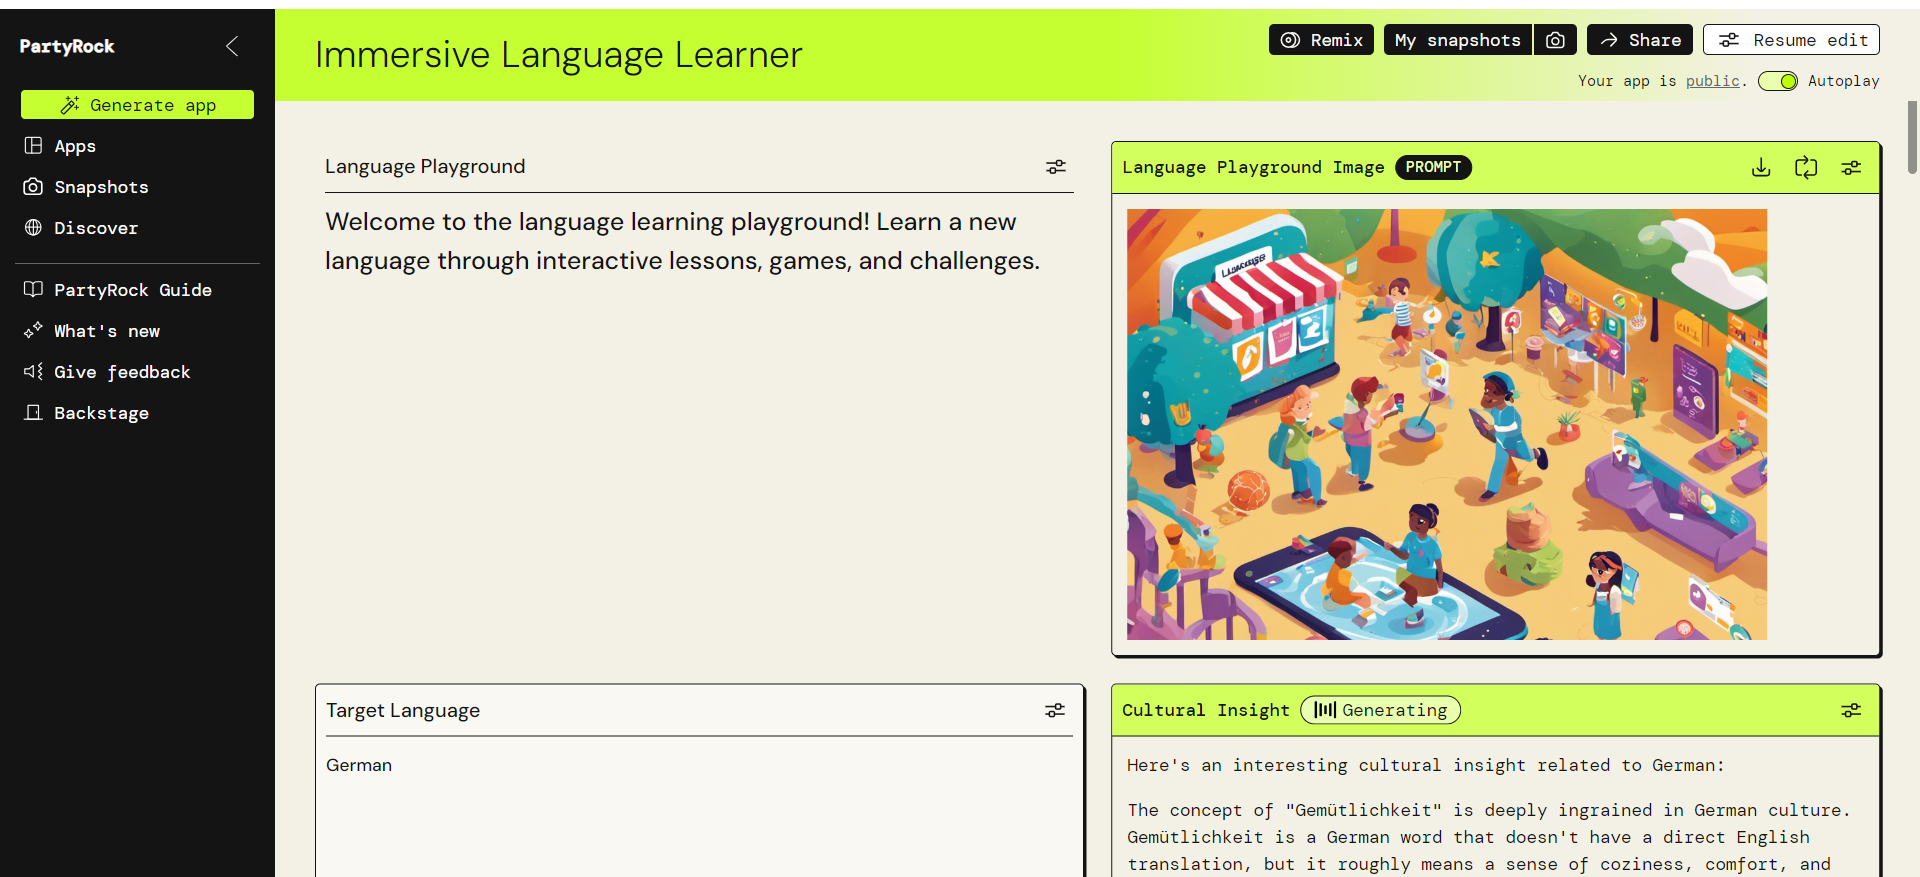 PartyRock
Generate app
Apps
Snapshots
Discover
PartyRock Guide
What's new
Give feedback
Backstage
Immersive Language Learner
Remix
My snapshots
Share
Resume edit
Your app is public.
Autoplay
Language Playground
Welcome to the language learning playground! Learn a new
language through interactive lessons, games, and challenges.
Language Playground Image
PROMPT
Target Language
German
Cultural Insight
Generating
Here's an interesting cultural insight related to German:
The concept of "Gemütlichkeit" is deeply ingrained in German culture.
Gemütlichkeit is a German word that doesn't have a direct English
translation, but it roughly means a sense of coziness, comfort, and